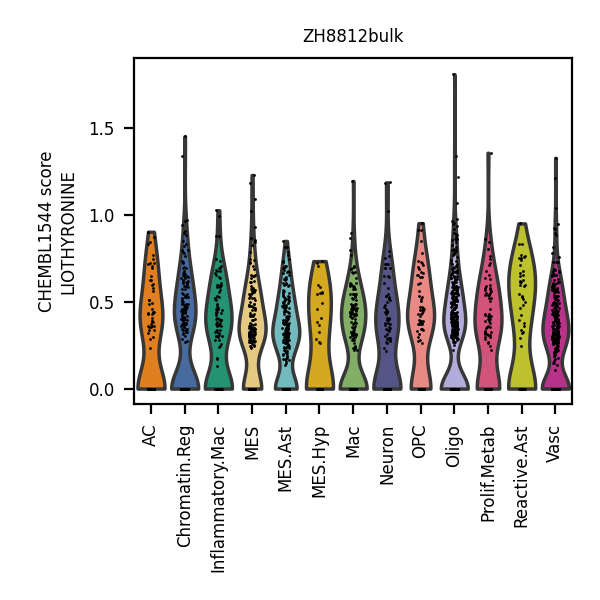 ZH8812bulk
CHEMBL1544 score
LIOTHYRONINE
1.5
1.0
0.5
0.0
AC
Chromatin.Reg
Inflammatory.Mac
MES
MES.Ast
MES.Hyp
Mac
Neuron
OPC
Oligo
Prolif.Metab
Reactive.Ast
Vasc